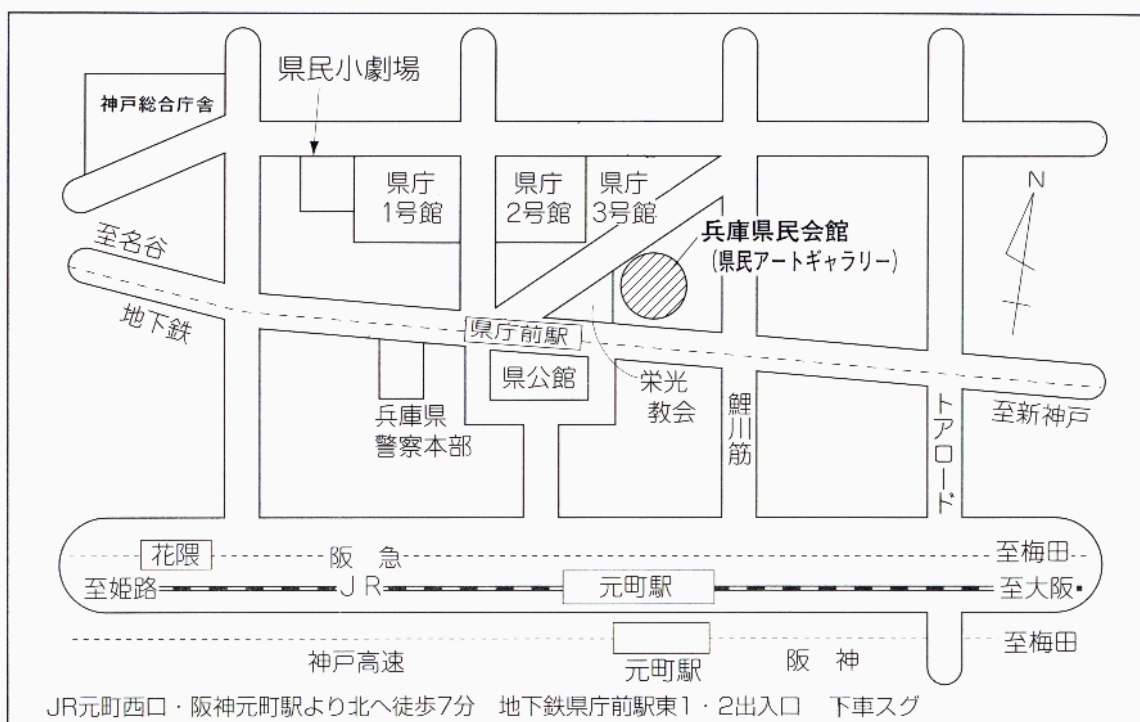 県民小劇場
神戸総合庁舎
県庁
1号館
県庁
2号館
県庁
3号館
N
兵庫県民会館
(県民アートギャラリー)
至名谷
地下鉄
県庁前駅
県公館
栄光
教会
兵庫県
警察本部
鯉川筋
トアロード
至新神戸
花隈
阪急
至梅田
至姫路
JR
元町駅
至大阪
神戸高速
元町駅
阪神
至梅田
JR元町西口・阪神元町駅より北へ徒歩7分 地下鉄県庁前駅東1・2出入口 下車スグ